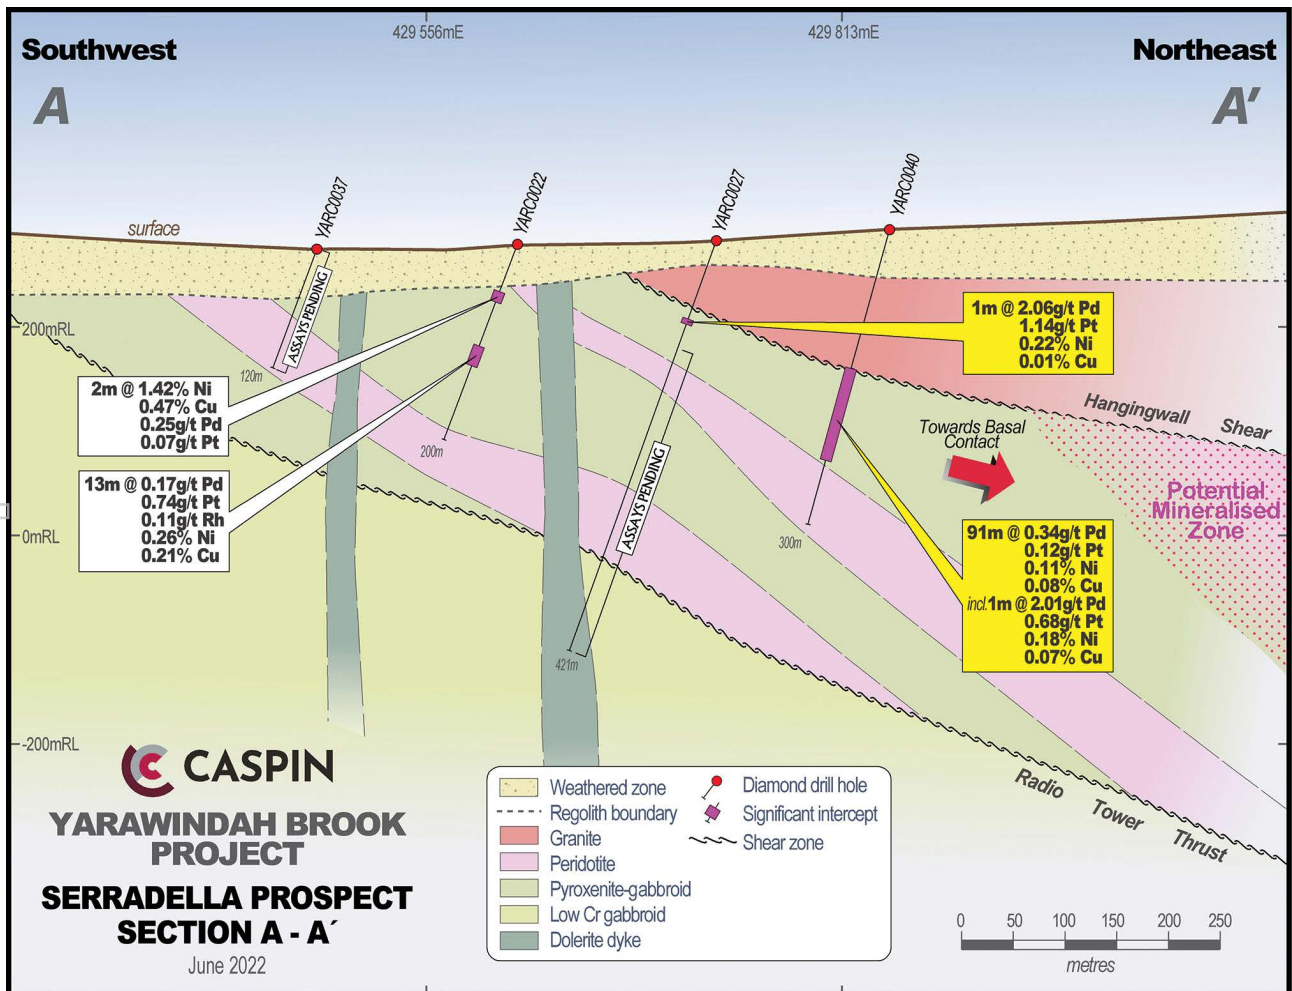 429 556mE
429 813mE
Southwest
Northeast
A
A′
YARC0037
YARC0022
YARC0027
YARC0040
surface
ASSAYS PENDING
200mRL
120m
1m @ 2.06g/t Pd
1.14g/t Pt
0.22% Ni
0.01% Cu
2m @ 1.42% Ni
0.47% Cu
0.25g/t Pd
0.07g/t Pt
Hangingwall Shear
Towards Basal
Contact
200m
13m @ 0.17g/t Pd
0.74g/t Pt
0.11g/t Rh
0.26% Ni
0.21% Cu
ASSAYS PENDING
Potential
Mineralised
Zone
0mRL
300m
91m @ 0.34g/t Pd
0.12g/t Pt
0.11% Ni
0.08% Cu
incl.1m @ 2.01g/t Pd
0.68g/t Pt
0.18% Ni
0.07% Cu
421m
-200mRL
Radio Tower Thrust
CASPIN
YARAWINDAH BROOK
PROJECT
SERRADELLA PROSPECT
SECTION A - A´
June 2022
Weathered zone
Regolith boundary
Granite
Peridotite
Pyroxenite-gabbroid
Low Cr gabbroid
Dolerite dyke
Diamond drill hole
Significant intercept
Shear zone
0 50 100 150 200 250
metres